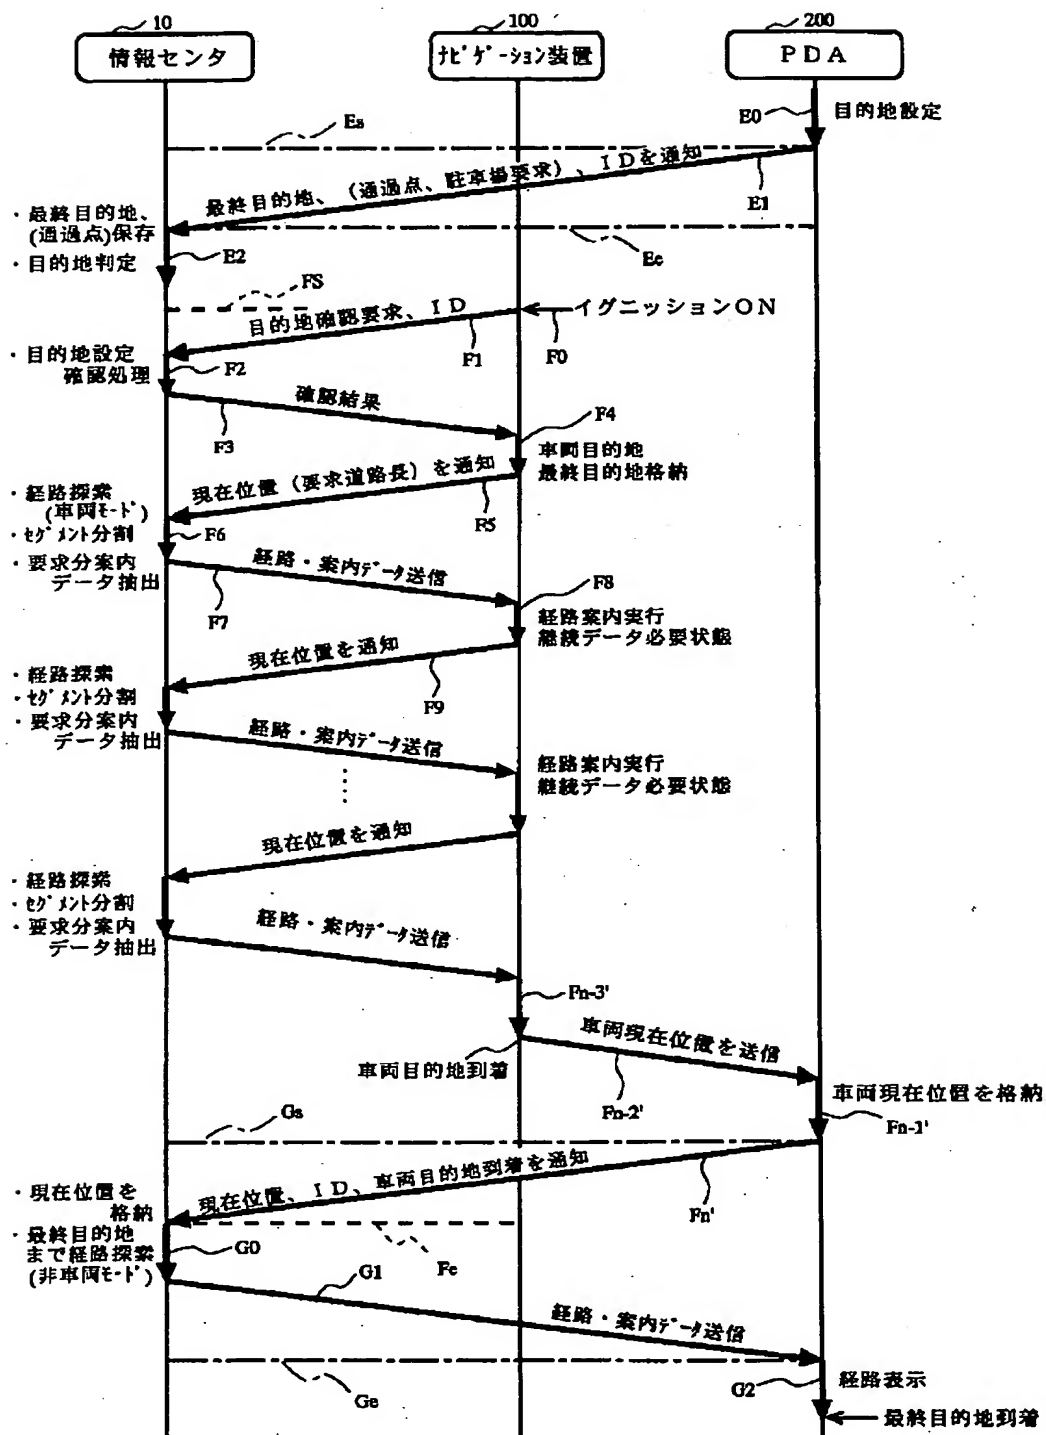 10
100
200
情報センタ
ナビゲーション装置
PDA
E0
目的地設定
Es
最終目的地、(通過点、駐車場要求)、IDを通知
E1
・最終目的地、
(通過点)保存
E2
Ee
・目的地判定
FS
イグニッションON
目的地確認要求、ID
F1
F0
・目的地設定
確認処理
F2
確認結果
F3
F4
車両目的地
最終目的地格納
現在位置(要求道路長)を通知
F5
・経路探索
(車両モード)
・セグメント分割
F6
・要求分案内
データ抽出
経路・案内データ送信
F7
F8
経路案内実行
継続データ必要状態
現在位置を通知
F9
・経路探索
・セグメント分割
・要求分案内
データ抽出
経路・案内データ送信
経路案内実行
継続データ必要状態
現在位置を通知
・経路探索
・セグメント分割
・要求分案内
データ抽出
経路・案内データ送信
Fn-3'
車両現在位置を送信
車両目的地到着
Fn-2'
車両現在位置を格納
Fn-1'
Gs
現在位置、ID、車両目的地到着を通知
Fn'
・現在位置を
格納
・最終目的地
まで経路探索
(非車両モード)
G0
Fe
G1
経路・案内データ送信
Ge
G2
経路表示
最終目的地到着